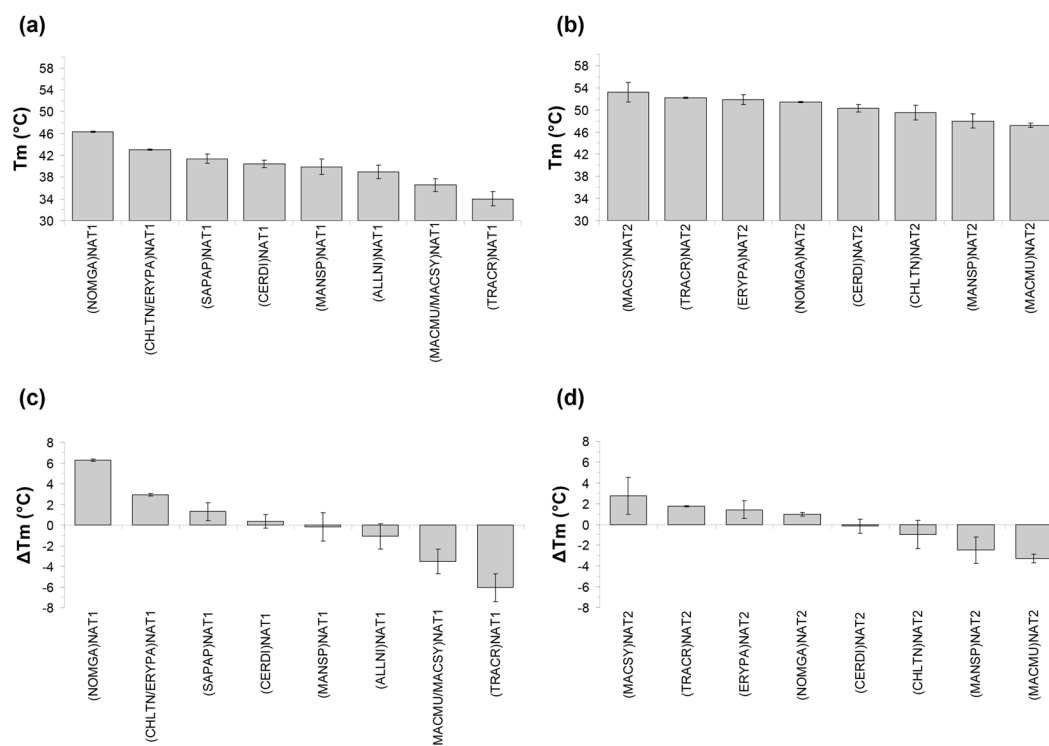 (a)
Tm (°C)
58
54
50
46
42
38
34
30
(NOMGA)NAT1
(CHLTN/ERYPA)NAT1
(SAPAP)NAT1
(CERDI)NAT1
(MANSP)NAT1
(ALLNI)NAT1
(MACMU/MACSY)NAT1
(TRACR)NAT1
(b)
Tm (°C)
58
54
50
46
42
38
34
30
(MACSY)NAT2
(TRACR)NAT2
(ERYPA)NAT2
(NOMGA)NAT2
(CERDI)NAT2
(CHLTN)NAT2
(MANSP)NAT2
(MACMU)NAT2
(c)
ΔTm (°C)
8
6
4
2
0
-2
-4
-6
-8
(NOMGA)NAT1
(CHLTN/ERYPA)NAT1
(SAPAP)NAT1
(CERDI)NAT1
(MANSP)NAT1
(ALLNI)NAT1
MACMU/MACSY)NAT1
(TRACR)NAT1
(d)
ΔTm (°C)
8
6
4
2
0
-2
-4
-6
-8
(MACSY)NAT2
(TRACR)NAT2
(ERYPA)NAT2
(NOMGA)NAT2
(CERDI)NAT2
(CHLTN)NAT2
(MANSP)NAT2
(MACMU)NAT2